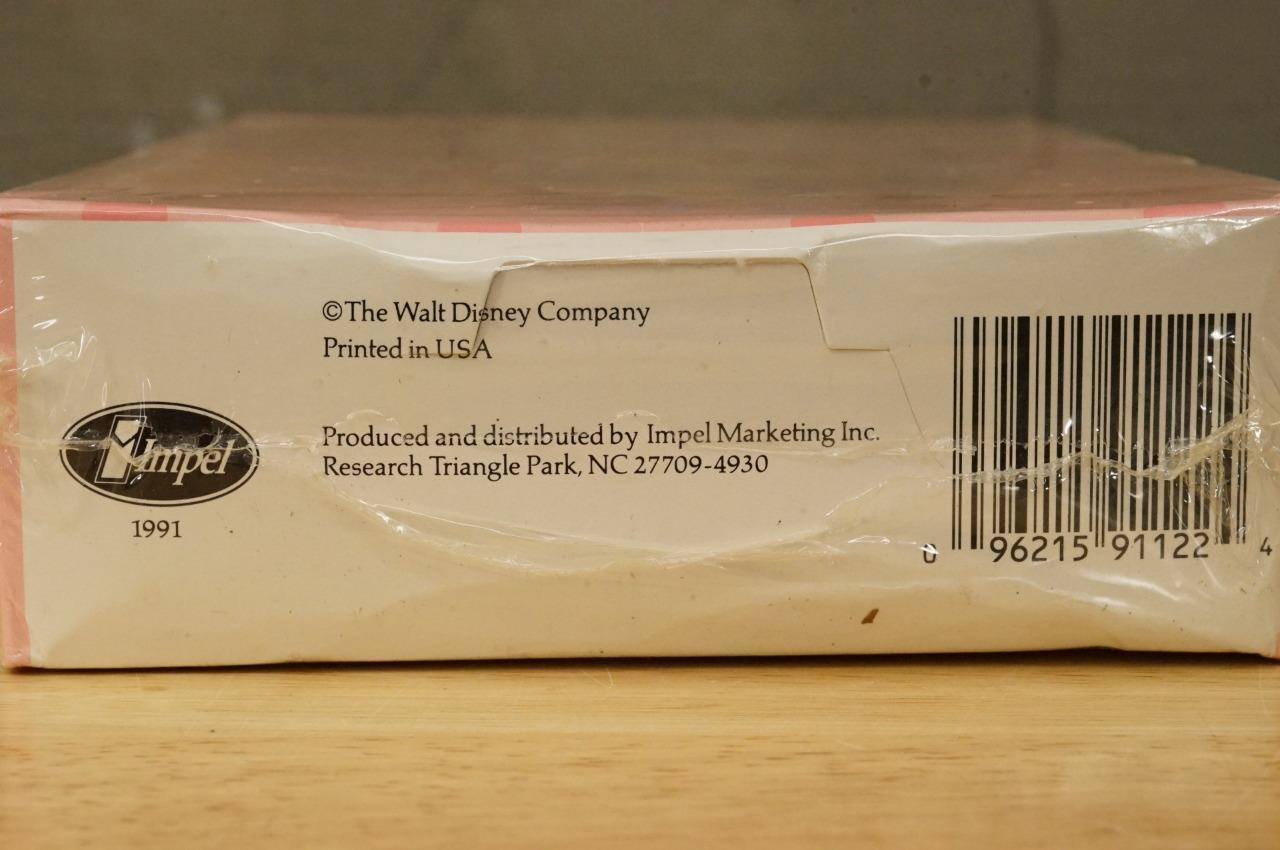 ©The Walt Disney Company
Printed in USA
Impel
1991
Produced and distributed by Impel Marketing Inc.
Research Triangle Park, NC 27709-4930
0 96215 91122 4